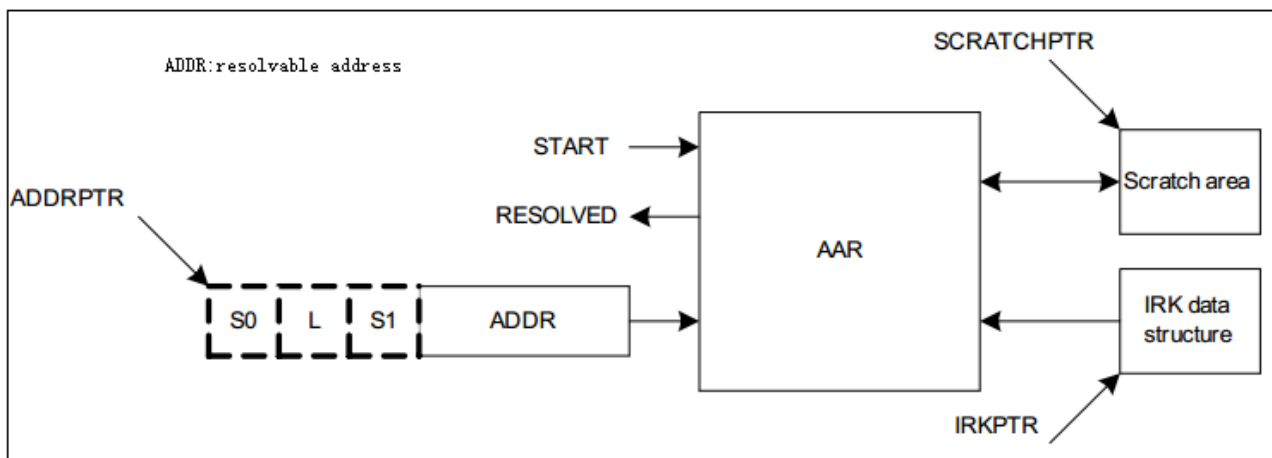 SCRATCHPTR
ADDR:resolvable address
START
Scratch area
ADDRPTR
RESOLVED
AAR
S0
L
S1
ADDR
IRK data
structure
IRKPTR